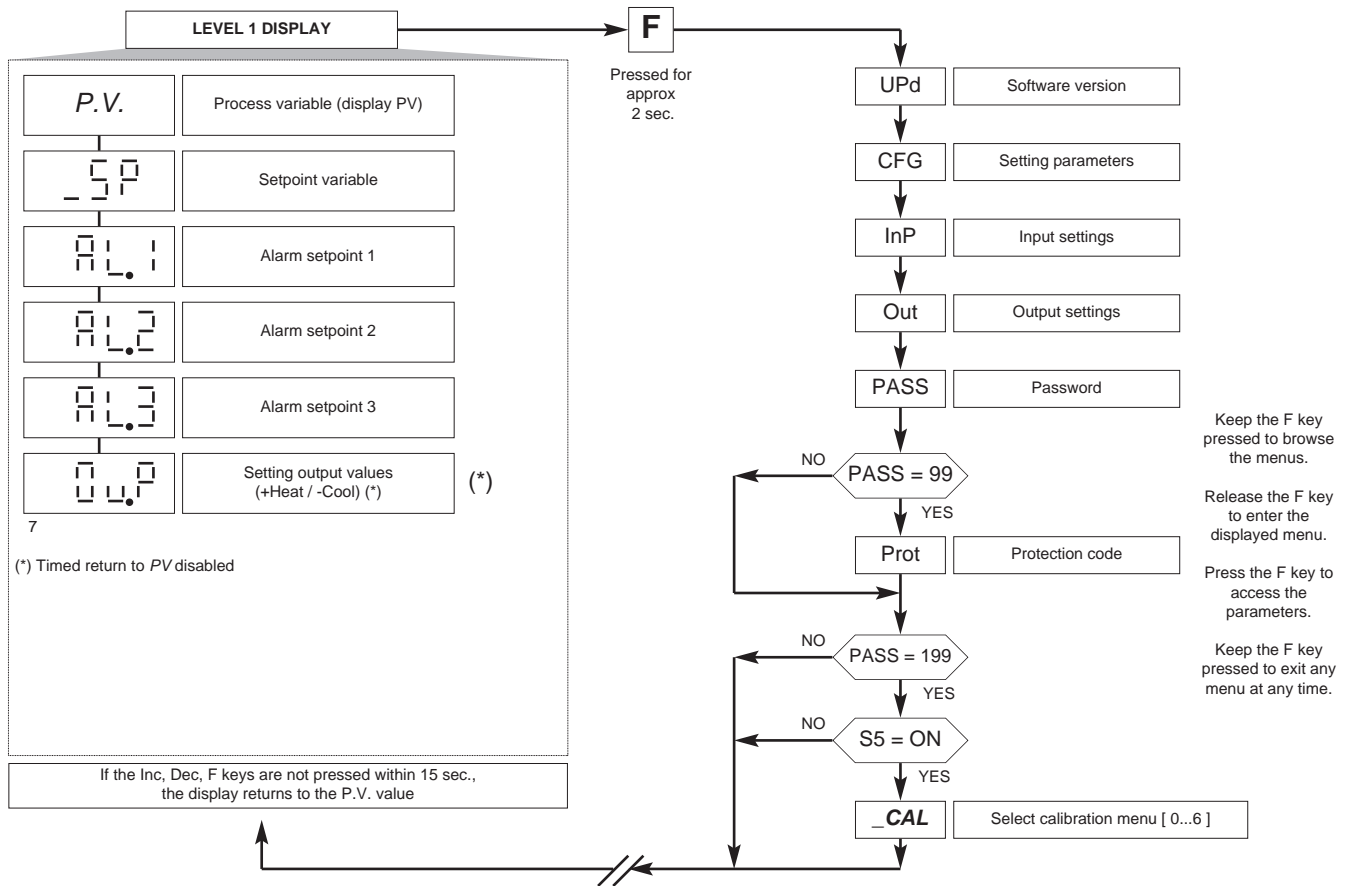 LEVEL 1 DISPLAY
F
Pressed for
approx
2 sec.
P.V.
Process variable (display PV)
_SP
Setpoint variable
AL.1
Alarm setpoint 1
AL.2
Alarm setpoint 2
AL.3
Alarm setpoint 3
Ou.P
Setting output values
(+Heat / -Cool) (*)
(*)
7
(*) Timed return to PV disabled
If the Inc, Dec, F keys are not pressed within 15 sec.,
the display returns to the P.V. value
UPd
Software version
CFG
Setting parameters
InP
Input settings
Out
Output settings
PASS
Password
NO
PASS = 99
YES
Prot
Protection code
NO
PASS = 199
YES
NO
S5 = ON
YES
_CAL
Select calibration menu [ 0...6 ]
Keep the F key
pressed to browse
the menus.
Release the F key
to enter the
displayed menu.
Press the F key to
access the
parameters.
Keep the F key
pressed to exit any
menu at any time.